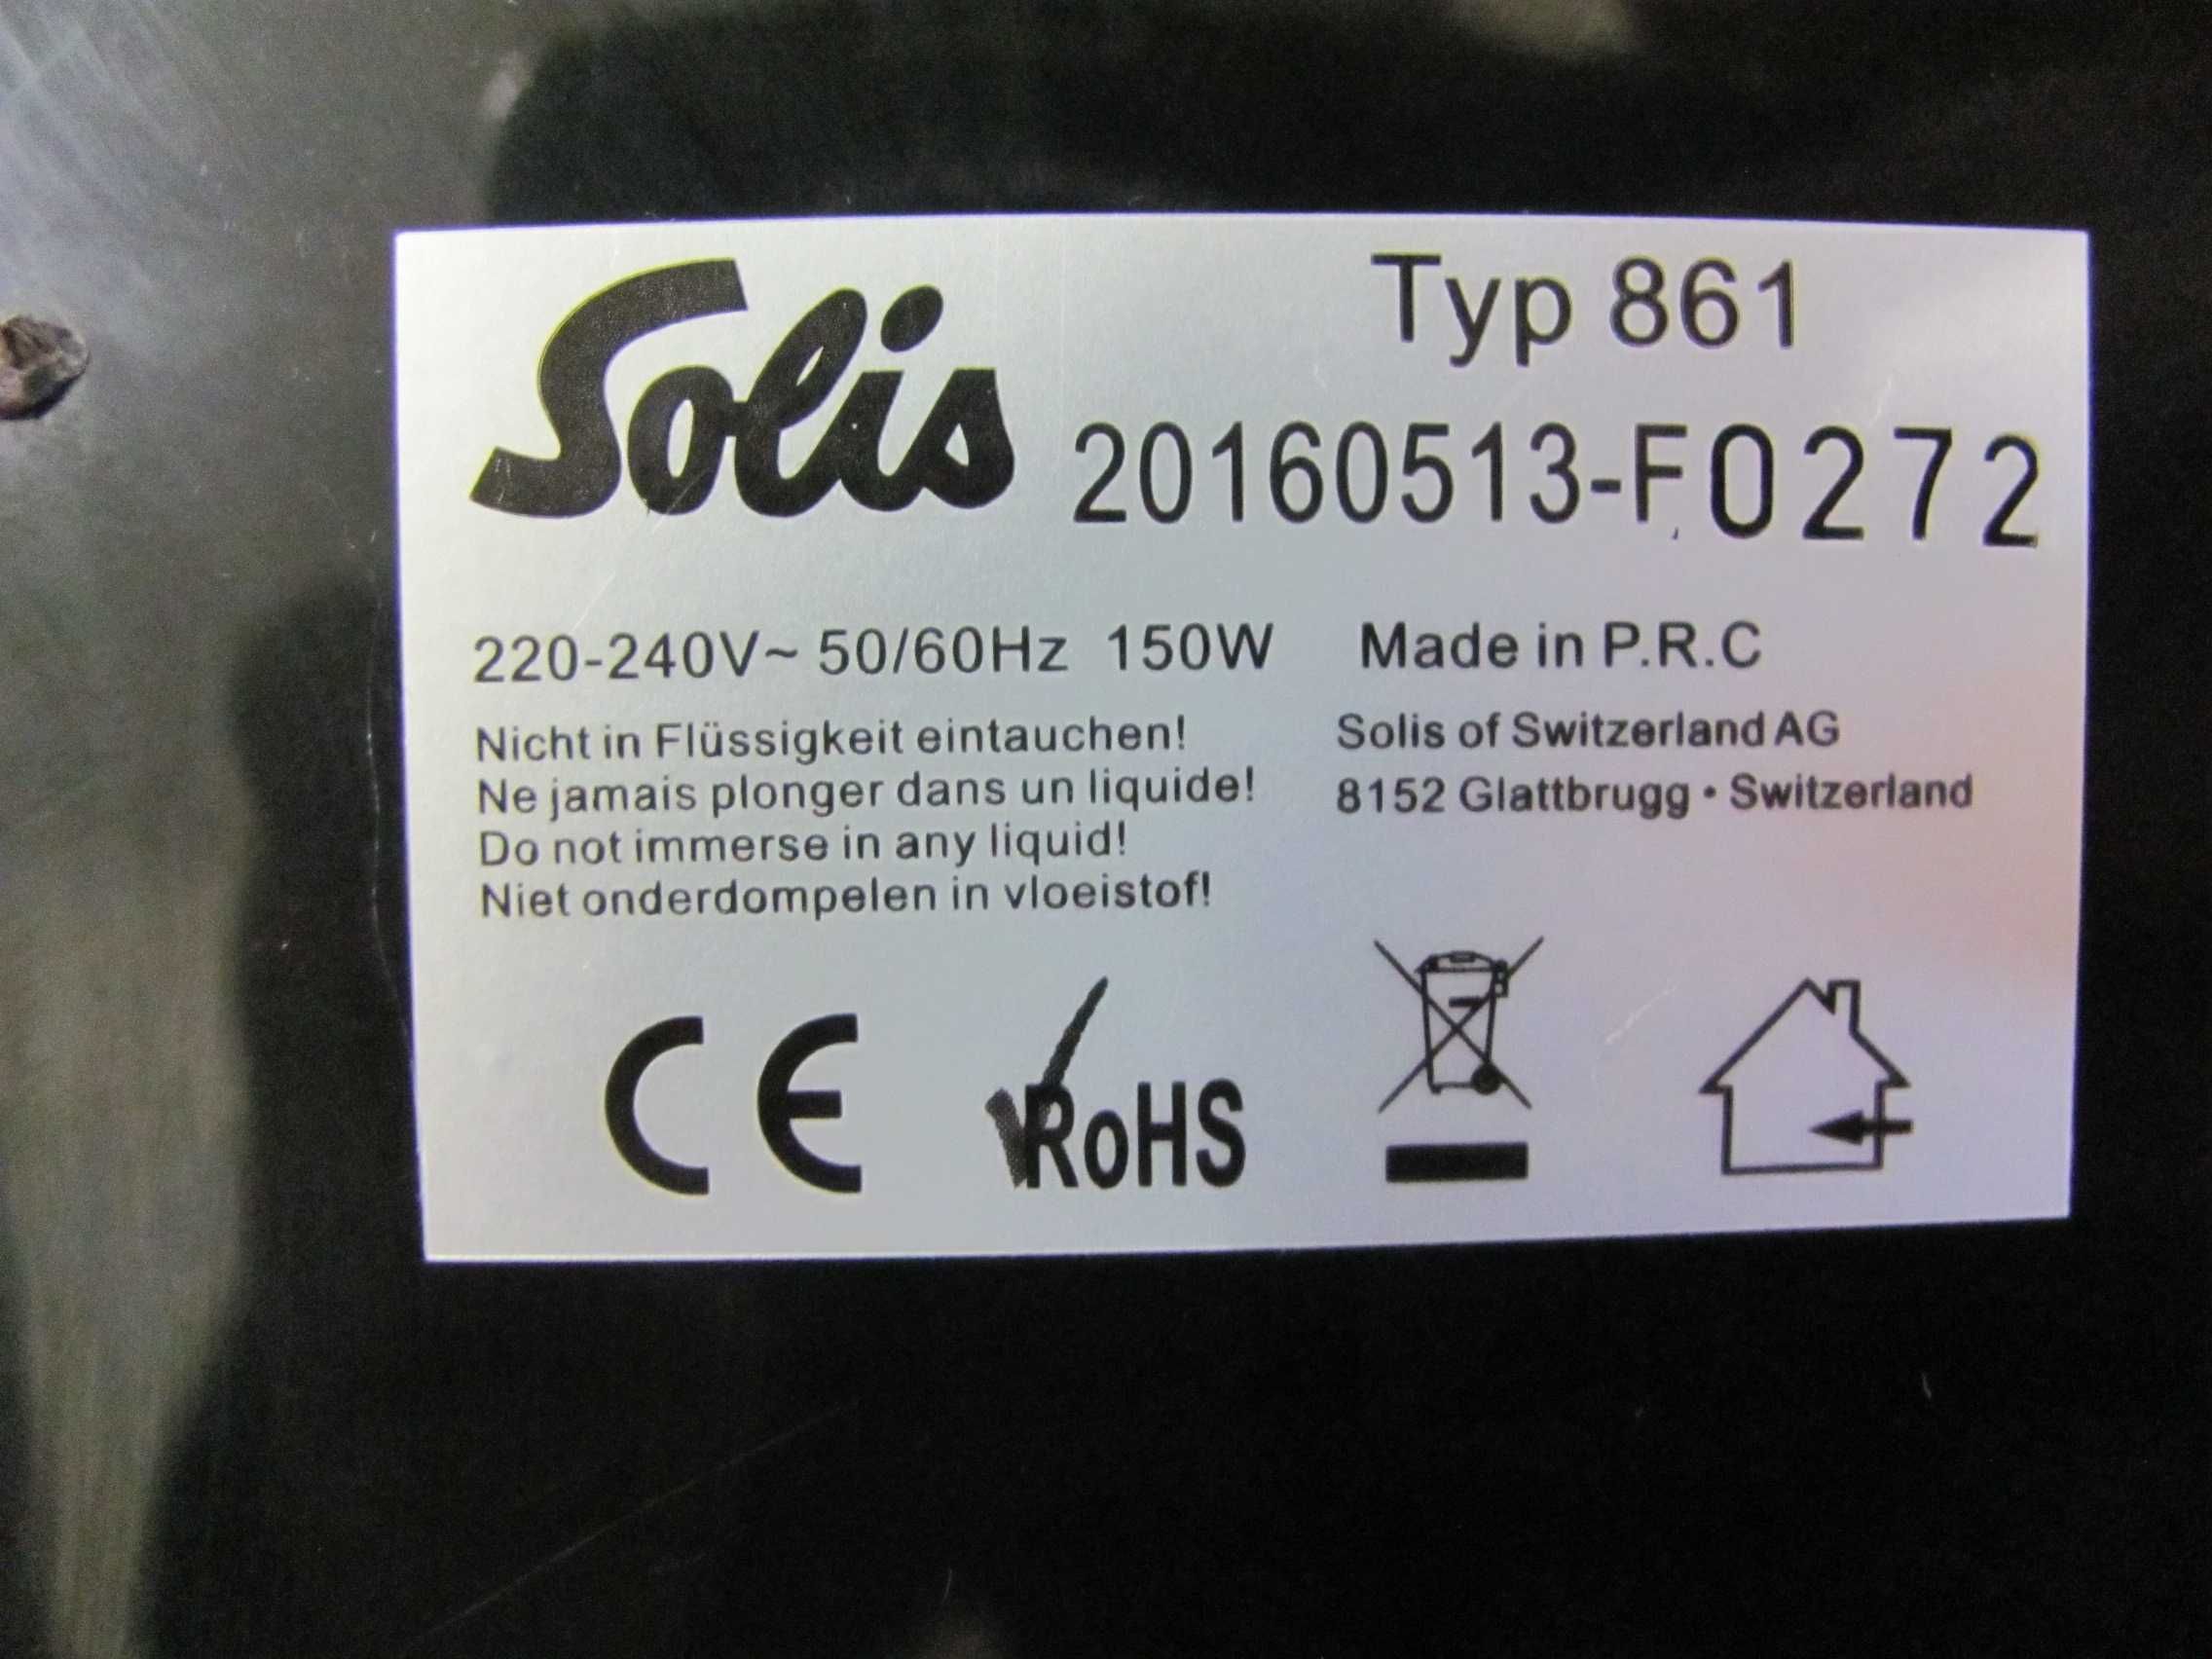 Solis
Typ 861
20160513-F0272
220-240V~ 50/60Hz 150W
Made in P.R.C
Nicht in Flüssigkeit eintauchen!
Ne jamais plonger dans un liquide!
Do not immerse in any liquid!
Niet onderdompelen in vloeistof!
Solis of Switzerland AG
8152 Glattbrugg • Switzerland
CE
RoHS